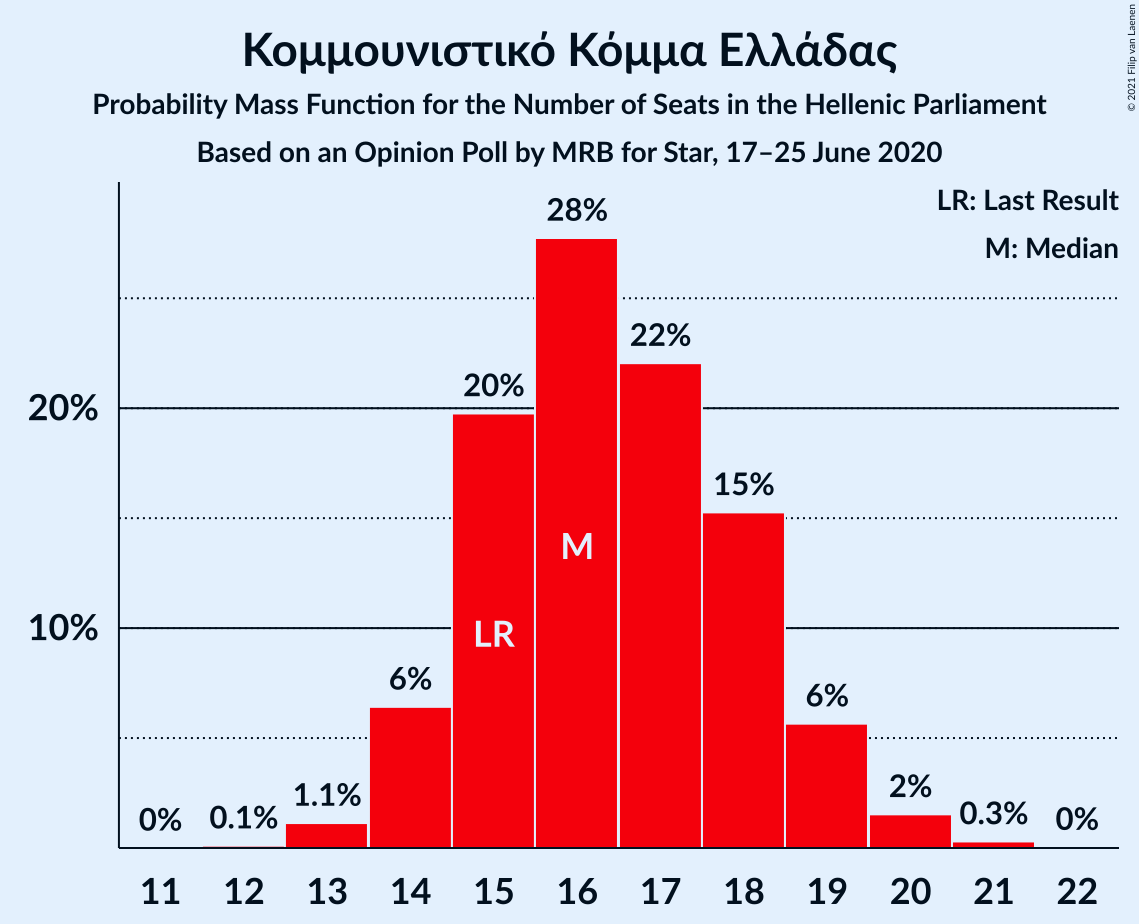 Κομμουνιστικό Κόμμα Ελλάδας
Probability Mass Function for the Number of Seats in the Hellenic Parliament
Based on an Opinion Poll by MRB for Star, 17–25 June 2020
© 2021 Filip van Laenen
LR: Last Result
M: Median
28%
22%
20%
20%
15%
M
10%
LR
6%
6%
2%
1.1%
0.3%
0.1%
0%
0%
11 12 13 14 15 16 17 18 19 20 21 22